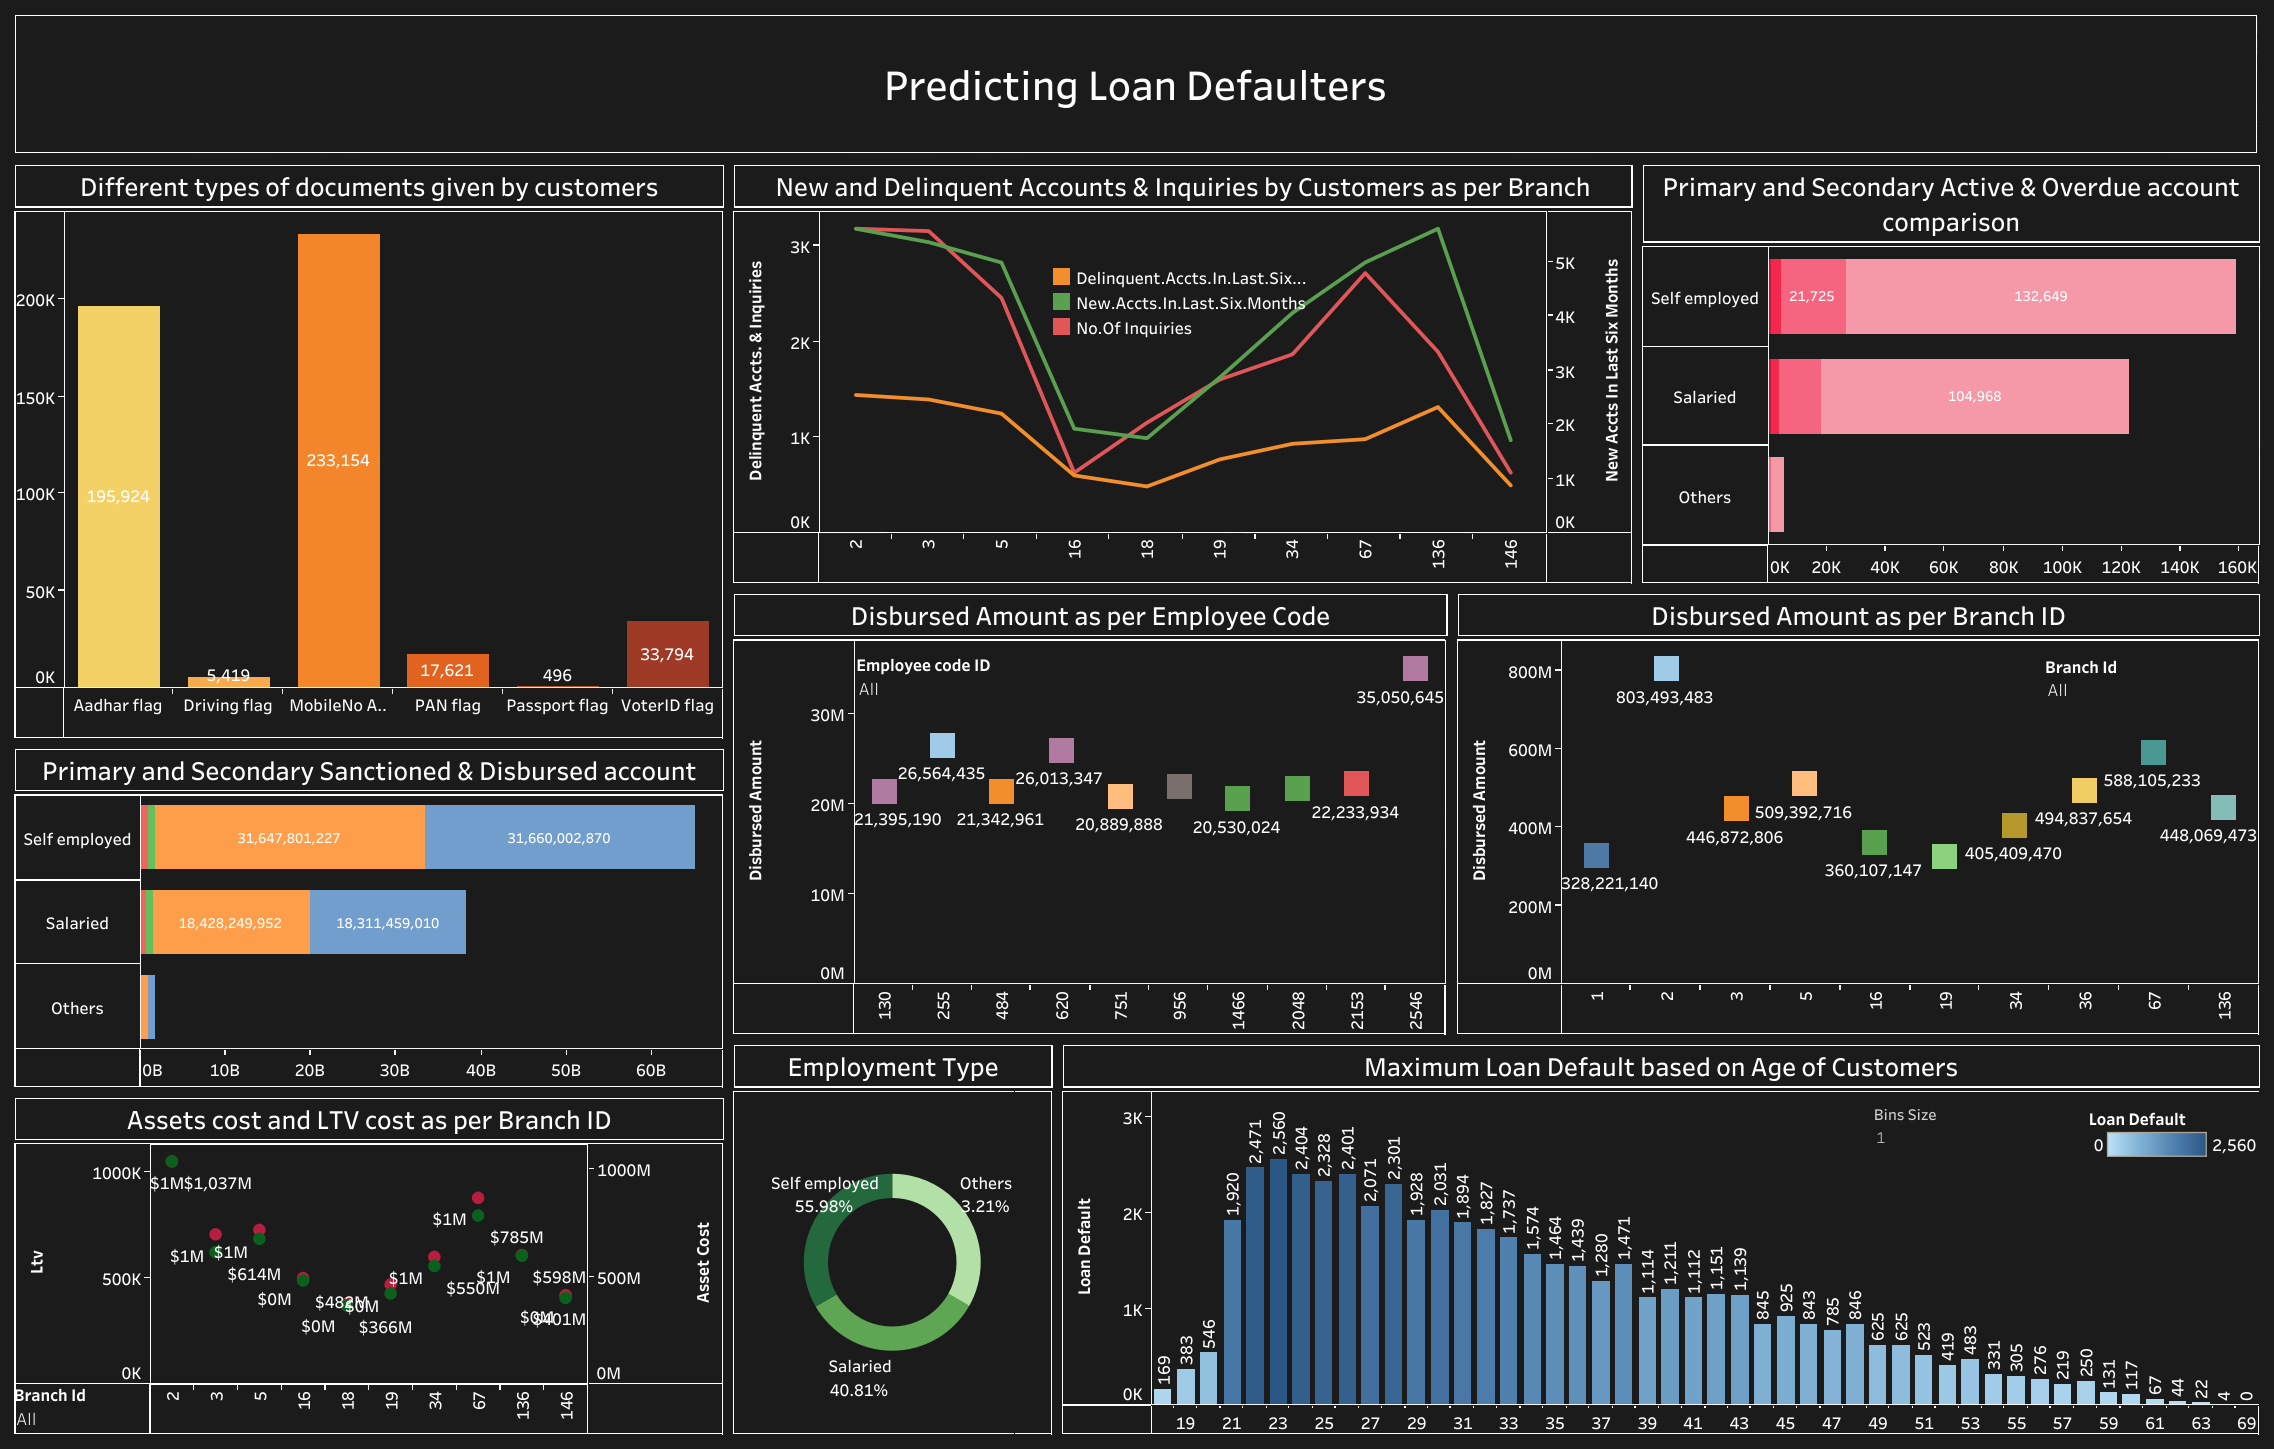 Predicting Loan Defaulters
Different types of documents given by customers
200K
150K
100K
50K
0K
195,924
5,419
233,154
17,621
496
33,794
Aadhar flag
Driving flag
MobileNo A..
PAN flag
Passport flag
VoterID flag
New and Delinquent Accounts & Inquiries by Customers as per Branch
Delinquent Accts. & Inquiries
3K
2K
1K
0K
Delinquent.Accts.In.Last.Six...
New.Accts.In.Last.Six.Months
No.Of Inquiries
5K
4K
3K
2K
1K
0K
New Accts In Last Six Months
2
3
5
16
18
19
34
67
136
146
Primary and Secondary Active & Overdue account
comparison
Self employed
21,725
132,649
Salaried
104,968
Others
0K
20K
40K
60K
80K
100K
120K
140K
160K
Primary and Secondary Sanctioned & Disbursed account
Self employed
31,647,801,227
31,660,002,870
Salaried
18,428,249,952
18,311,459,010
Others
0B
10B
20B
30B
40B
50B
60B
Disbursed Amount as per Employee Code
Employee code ID
All
Disbursed Amount
30M
20M
10M
0M
21,395,190
26,564,435
21,342,961
26,013,347
20,889,888
20,530,024
22,233,934
35,050,645
130
255
484
620
751
956
1466
2048
2153
2546
Disbursed Amount as per Branch ID
Branch Id
All
Disbursed Amount
800M
600M
400M
200M
0M
328,221,140
803,493,483
446,872,806
509,392,716
360,107,147
405,409,470
494,837,654
588,105,233
448,069,473
1
2
3
5
16
19
34
36
67
136
Assets cost and LTV cost as per Branch ID
Ltv
1000K
500K
0K
$1M
$1,037M
$1M
$1M
$614M
$0M
$0M
$0M
$366M
$1M
$550M
$1M
$785M
$1M
$598M
$401M
1000M
500M
0M
Asset Cost
Branch Id
All
2
3
5
16
18
19
34
67
136
146
Employment Type
Self employed
55.98%
Others
3.21%
Salaried
40.81%
Maximum Loan Default based on Age of Customers
Bins Size
1
Loan Default
0
2,560
Loan Default
3K
2K
1K
0K
169
383
546
1,920
2,471
2,560
2,404
2,328
2,401
2,071
2,301
1,928
2,031
1,894
1,827
1,737
1,574
1,464
1,439
1,280
1,471
1,114
1,211
1,112
1,151
1,139
845
925
843
785
846
625
625
523
419
483
331
305
276
219
250
131
117
67
44
22
4
0
19
21
23
25
27
29
31
33
35
37
39
41
43
45
47
49
51
53
55
57
59
61
63
69